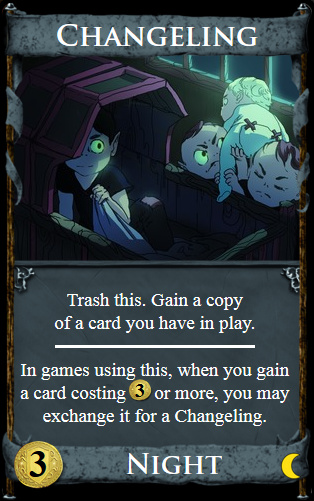 CHANGELING
Trash this. Gain a copy
of a card you have in play.
In games using this, when you gain
a card costing 3 or more, you may
exchange it for a Changeling.
3 NIGHT